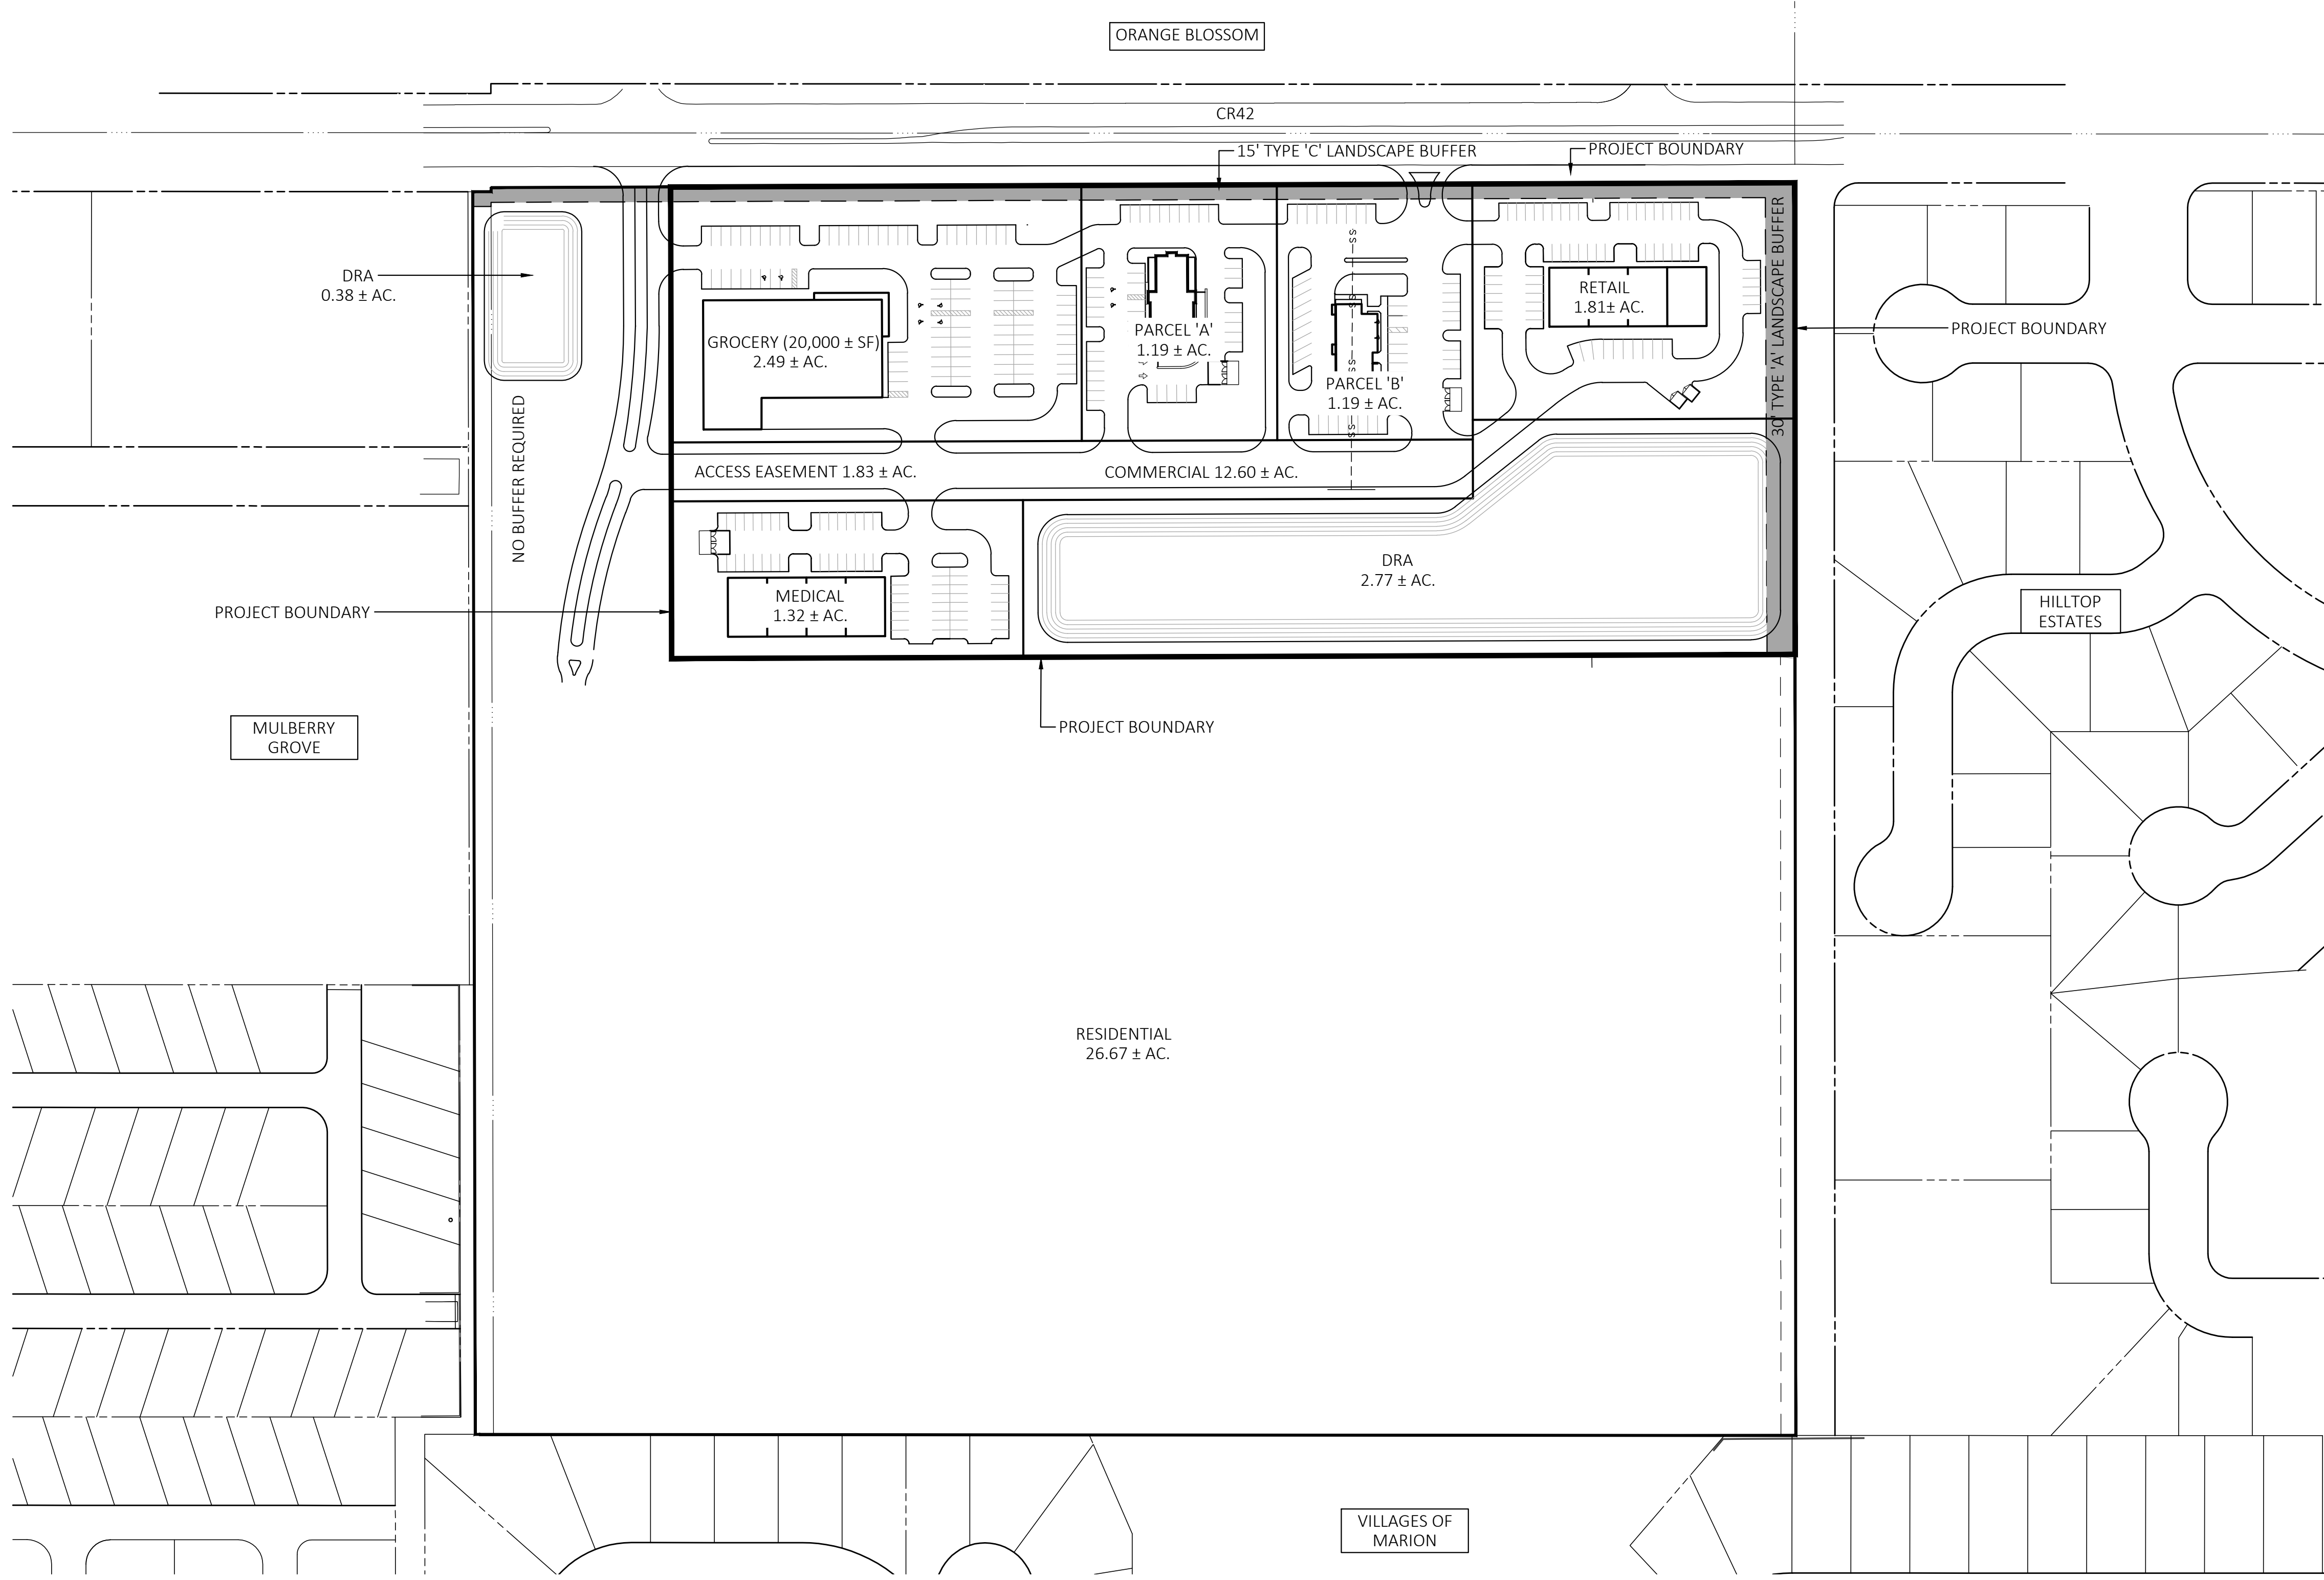 ORANGE BLOSSOM
CR42
15' TYPE 'C' LANDSCAPE BUFFER
PROJECT BOUNDARY
DRA
0.38 ± AC.
GROCERY (20,000 ± SF)
2.49 ± AC.
PARCEL 'A'
1.19 ± AC.
PARCEL 'B'
1.19 ± AC.
RETAIL
1.81± AC.
30' TYPE 'A' LANDSCAPE BUFFER
PROJECT BOUNDARY
NO BUFFER REQUIRED
ACCESS EASEMENT 1.83 ± AC.
COMMERCIAL 12.60 ± AC.
DRA
2.77 ± AC.
MEDICAL
1.32 ± AC.
PROJECT BOUNDARY
HILLTOP
ESTATES
MULBERRY
GROVE
PROJECT BOUNDARY
RESIDENTIAL
26.67 ± AC.
VILLAGES OF
MARION